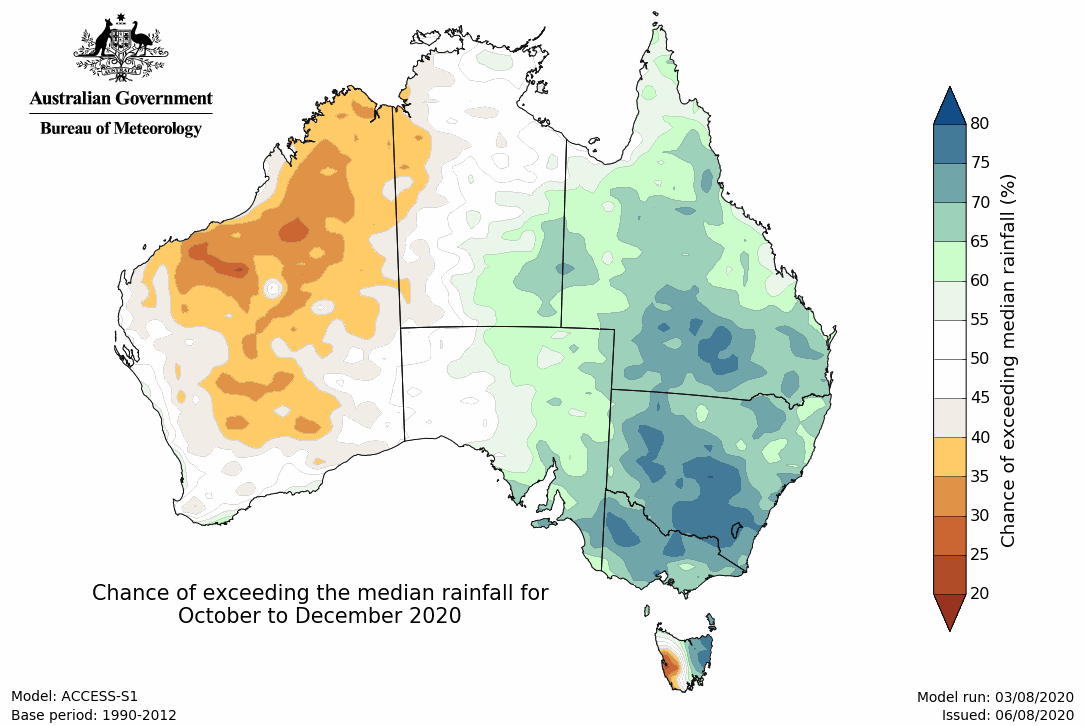 Australian Government
Bureau of Meteorology
80
75
70
65
60
55
50
45
40
35
30
25
20
Chance of exceeding median rainfall (%)
Chance of exceeding the median rainfall for
October to December 2020
Model: ACCESS-S1
Base period: 1990-2012
Model run: 03/08/2020
Issued: 06/08/2020